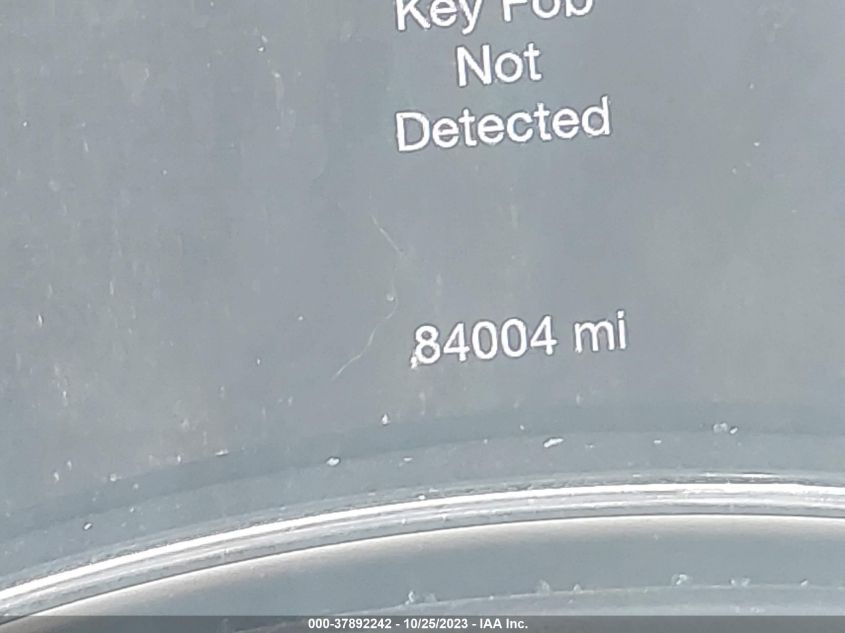 Key Fob
Not
Detected
84004 mi
000-37892242 - 10/25/2023 - IAA Inc.